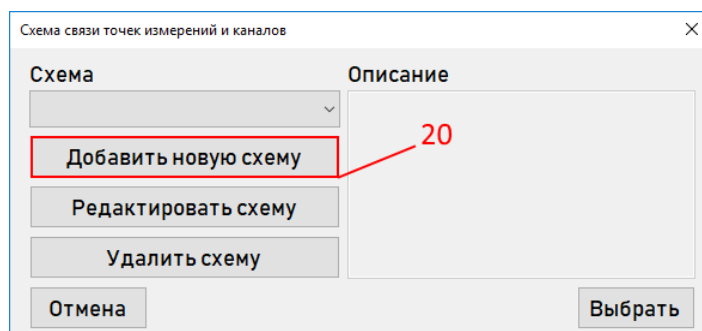 Схема связи точек измерений и каналов
Схема
Описание
Добавить новую схему
20
Редактировать схему
Удалить схему
Отмена
Выбрать